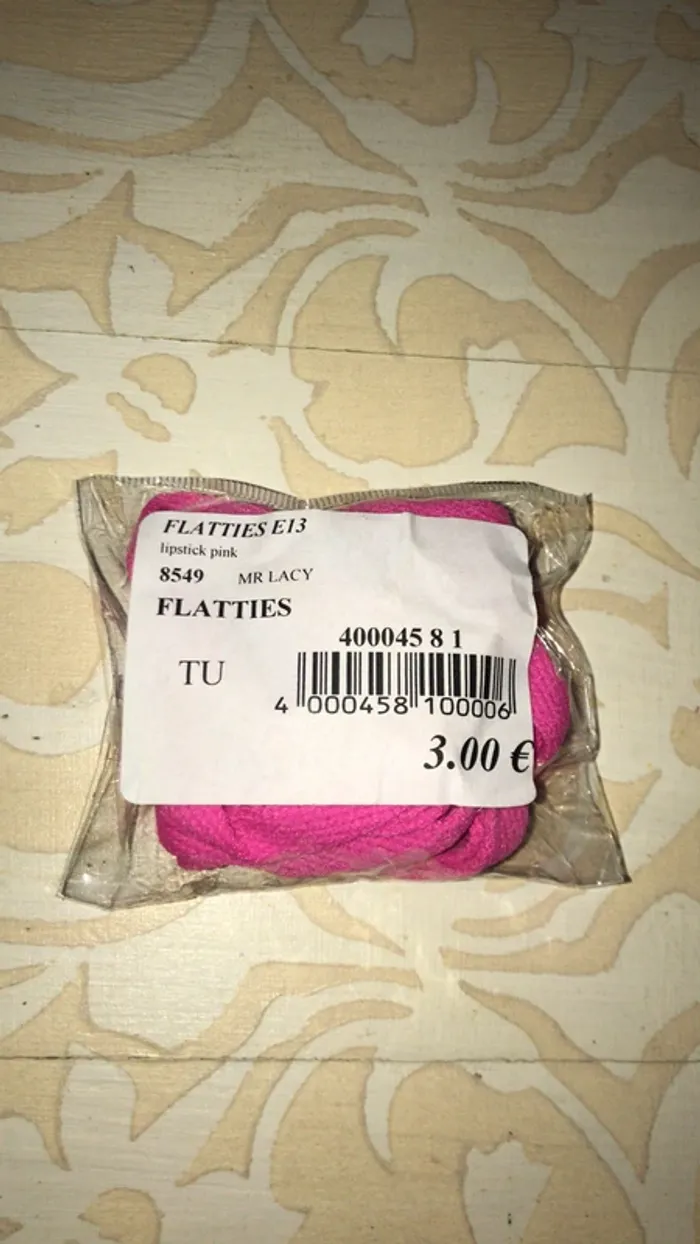 FLATTIES E13
lipstick pink
8549 MR LACY
FLATTIES
400045 8 1
TU
4 000458 100006
3.00 €